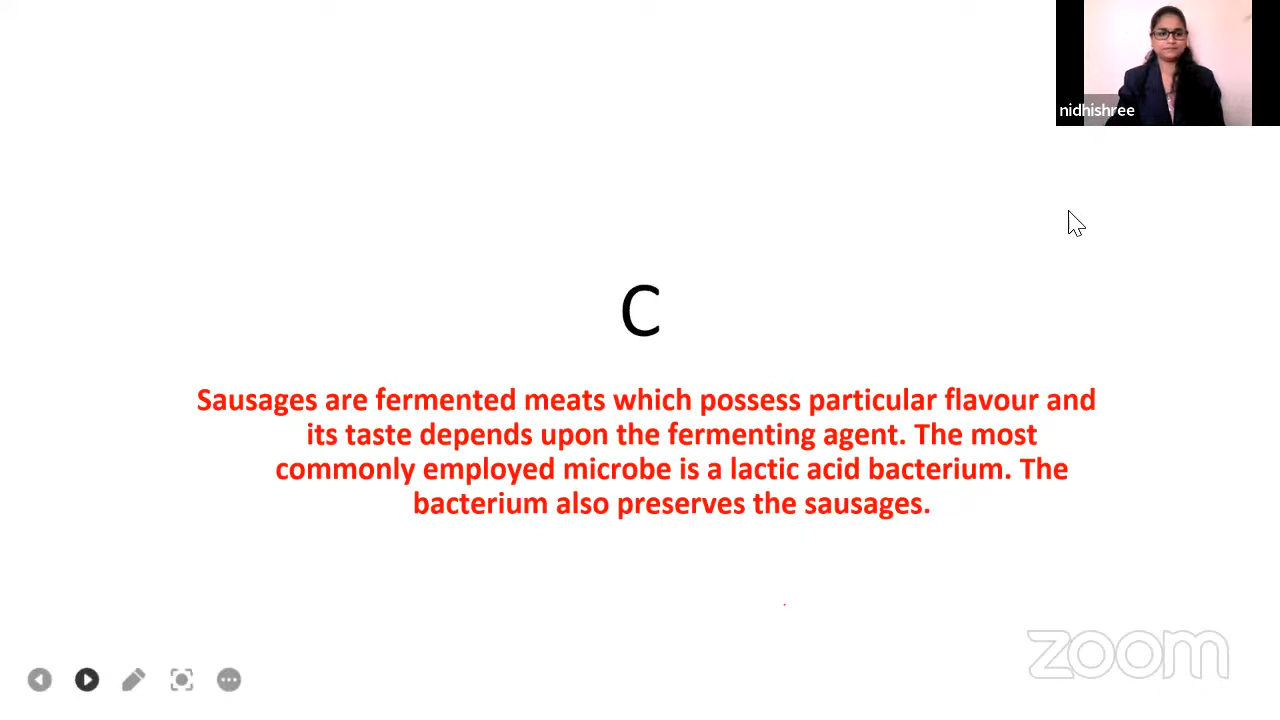 nidhishree
C
Sausages are fermented meats which possess particular flavour and
its taste depends upon the fermenting agent. The most
commonly employed microbe is a lactic acid bacterium. The
bacterium also preserves the sausages.
zoom